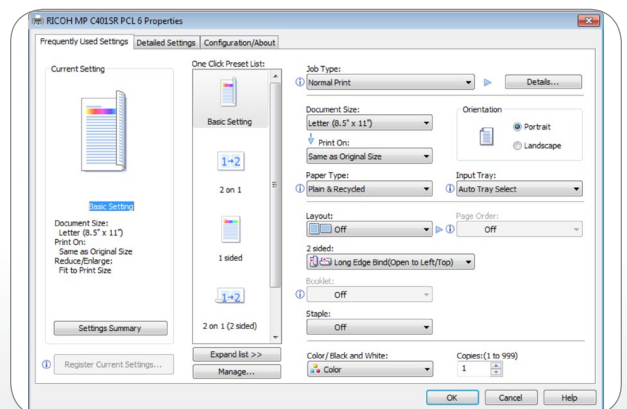 RICOH MP C401SR PCL 6 Properties
Frequently Used Settings
Detailed Settings
Configuration/About
Current Setting
Basic Setting
Document Size:
Letter (8.5" x 11")
Print On:
Same as Original Size
Reduce/Enlarge:
Fit to Print Size
Settings Summary
Register Current Settings...
One Click Preset List:
Basic Setting
1→2
2 on 1
1 sided
1→2
2 on 1 (2 sided)
Expand list >>
Manage...
Job Type:
Normal Print
Details...
Document Size:
Letter (8.5" x 11")
Print On:
Same as Original Size
Orientation
Portrait
Landscape
Paper Type:
Plain & Recycled
Input Tray:
Auto Tray Select
Layout:
Off
Page Order:
Off
2 sided:
Long Edge Bind(Open to Left/Top)
Booklet:
Off
Staple:
Off
Color/Black and White:
Color
Copies:(1 to 999)
1
OK
Cancel
Help